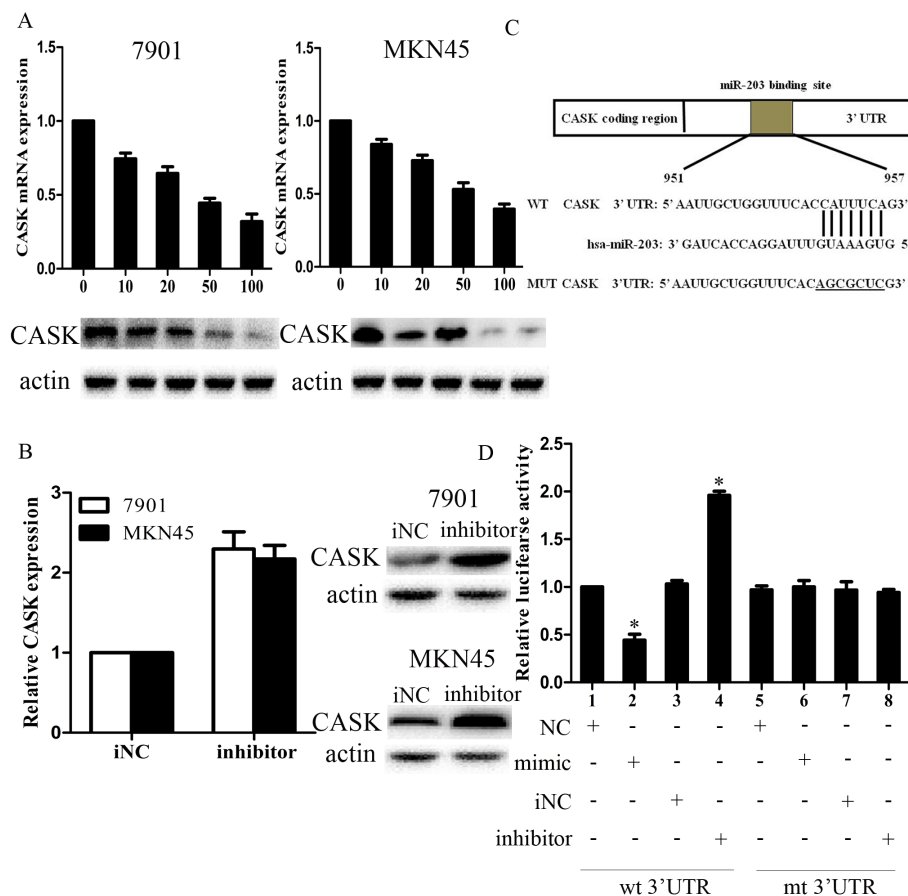 A
7901
CASK mRNA expression
1.5
1.0
0.5
0.0
0 10 20 50 100
MKN45
CASK mRNA expression
1.5
1.0
0.5
0.0
0 10 20 50 100
CASK
actin
CASK
actin
C
miR-203 binding site
CASK coding region
3' UTR
951
957
WT CASK 3' UTR: 5' AAUUGCUGGUUUCACCAUUUCAG3'
hsa-miR-203: 3' GAUCACCAGGAUUUGUAAAGUG 5
MUT CASK 3'UTR: 5' AAUUGCUGGUUUCACAGCGCUCG3'
B
Relative CASK expression
3
2
1
0
7901
MKN45
iNC
inhibitor
7901
iNC inhibitor
CASK
actin
MKN45
iNC inhibitor
CASK
actin
D
Relative lucifearse activity
2.5
2.0
1.5
1.0
0.5
0.0
*
*
1 2 3 4 5 6 7 8
NC + - - - + - - -
mimic - + - - - + - -
iNC - - + - - - + -
inhibitor - - - + - - - +
wt 3'UTR
mt 3'UTR